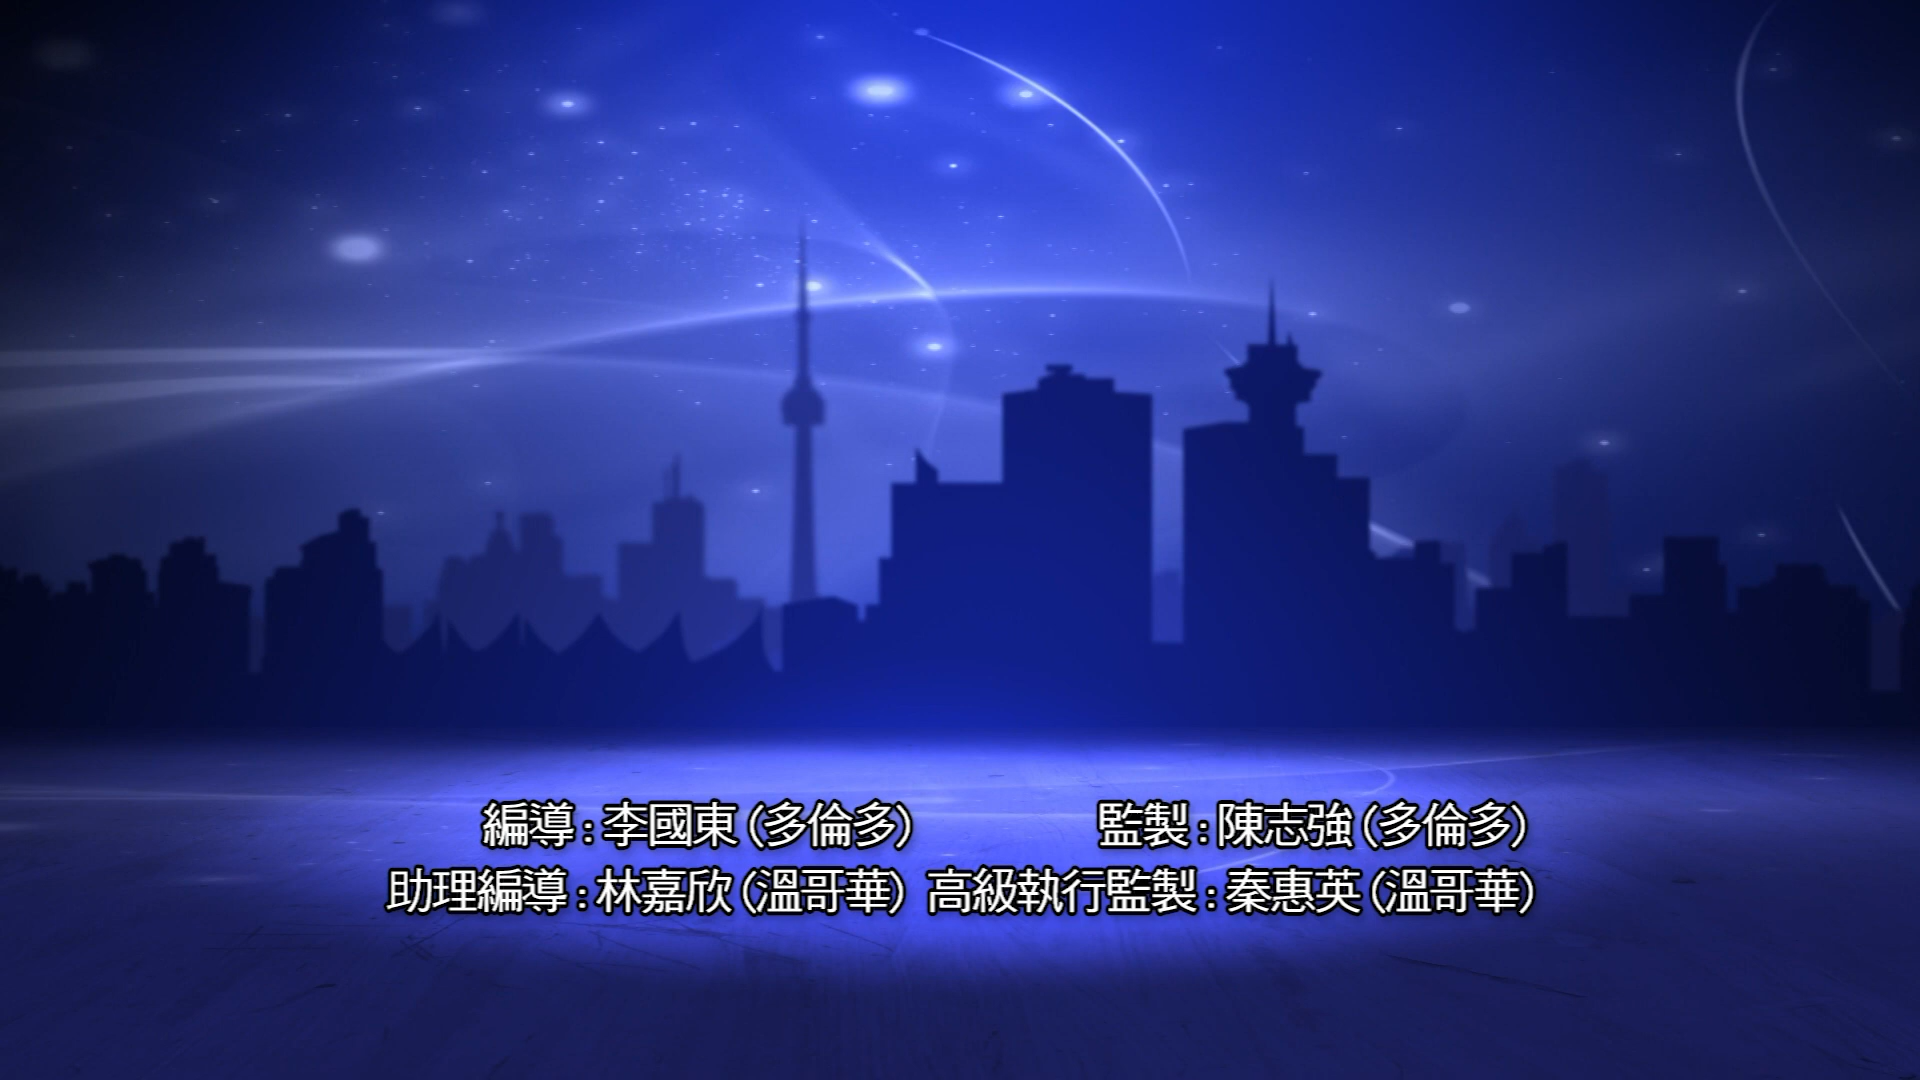 編導 : 李國東 (多倫多) 監製 : 陳志強 (多倫多)
助理編導 : 林嘉欣 (溫哥華) 高級執行監製 : 秦惠英 (溫哥華)